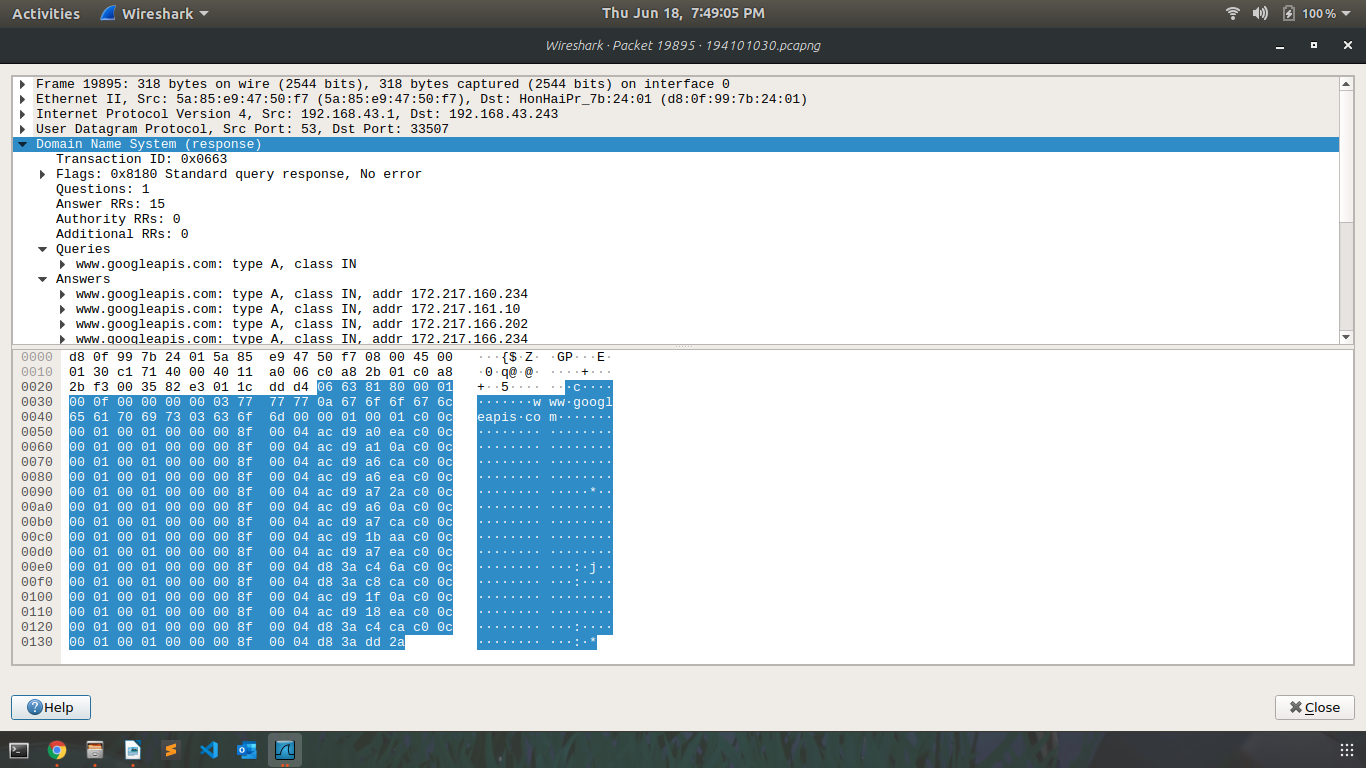 Activities Wireshark Thu Jun 18, 7:49:05 PM 100 %
Wireshark · Packet 19895 · 194101030.pcapng
Frame 19895: 318 bytes on wire (2544 bits), 318 bytes captured (2544 bits) on interface 0
Ethernet II, Src: 5a:85:e9:47:50:f7 (5a:85:e9:47:50:f7), Dst: HonHaiPr_7b:24:01 (d8:0f:99:7b:24:01)
Internet Protocol Version 4, Src: 192.168.43.1, Dst: 192.168.43.243
User Datagram Protocol, Src Port: 53, Dst Port: 33507
Domain Name System (response)
Transaction ID: 0x0663
Flags: 0x8180 Standard query response, No error
Questions: 1
Answer RRs: 15
Authority RRs: 0
Additional RRs: 0
Queries
www.googleapis.com: type A, class IN
Answers
www.googleapis.com: type A, class IN, addr 172.217.160.234
www.googleapis.com: type A, class IN, addr 172.217.161.10
www.googleapis.com: type A, class IN, addr 172.217.166.202
www.googleapis.com: type A, class IN, addr 172.217.166.234
0000 d8 0f 99 7b 24 01 5a 85 e9 47 50 f7 08 00 45 00 ···{$·Z· ·GP···E·
0010 01 30 c1 71 40 00 40 11 a0 06 c0 a8 2b 01 c0 a8 ·0·q@·@· ····+···
0020 2b f3 00 35 82 e3 01 1c dd d4 06 63 81 80 00 01 +··5···· ···c····
0030 00 0f 00 00 00 00 03 77 77 77 0a 67 6f 6f 67 6c ·······w ww·googl
0040 65 61 70 69 73 03 63 6f 6d 00 00 01 00 01 c0 0c eapis·co m·······
0050 00 01 00 01 00 00 00 8f 00 04 ac d9 a0 ea c0 0c ········ ········
0060 00 01 00 01 00 00 00 8f 00 04 ac d9 a1 0a c0 0c ········ ········
0070 00 01 00 01 00 00 00 8f 00 04 ac d9 a6 ca c0 0c ········ ········
0080 00 01 00 01 00 00 00 8f 00 04 ac d9 a6 ea c0 0c ········ ········
0090 00 01 00 01 00 00 00 8f 00 04 ac d9 a7 2a c0 0c ········ ·····*··
00a0 00 01 00 01 00 00 00 8f 00 04 ac d9 a6 0a c0 0c ········ ········
00b0 00 01 00 01 00 00 00 8f 00 04 ac d9 a7 ca c0 0c ········ ········
00c0 00 01 00 01 00 00 00 8f 00 04 ac d9 1b aa c0 0c ········ ········
00d0 00 01 00 01 00 00 00 8f 00 04 ac d9 a7 ea c0 0c ········ ········
00e0 00 01 00 01 00 00 00 8f 00 04 d8 3a c4 6a c0 0c ········ ···:·j··
00f0 00 01 00 01 00 00 00 8f 00 04 d8 3a c8 ca c0 0c ········ ···:····
0100 00 01 00 01 00 00 00 8f 00 04 ac d9 1f 0a c0 0c ········ ········
0110 00 01 00 01 00 00 00 8f 00 04 ac d9 18 ea c0 0c ········ ········
0120 00 01 00 01 00 00 00 8f 00 04 d8 3a c4 ca c0 0c ········ ···:····
0130 00 01 00 01 00 00 00 8f 00 04 d8 3a dd 2a ········ ···:·*
Help Close